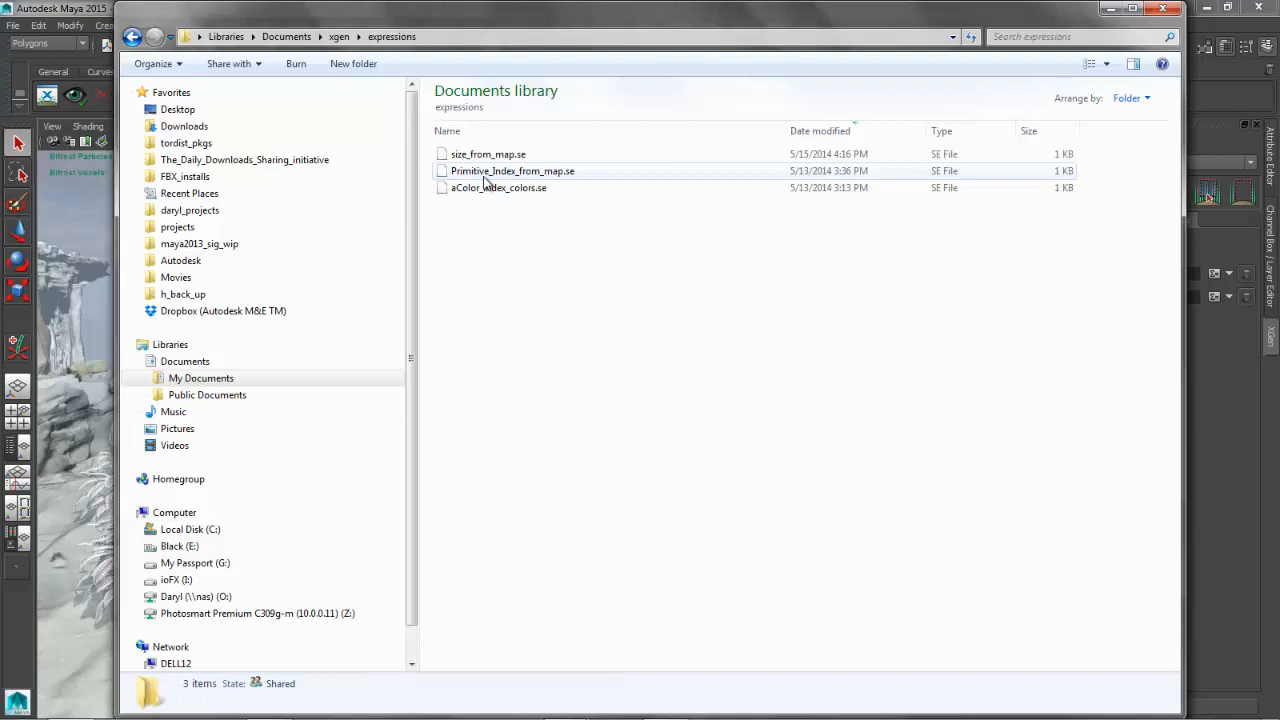 Autodesk Maya 2015 -
File Edit Modify Crea
Polygons
General Curves
View Shading
Bifrost Particles
Bifrost Voxels:
Libraries Documents xgen expressions
Search expressions
Organize Share with Burn New folder
Favorites
Desktop
Downloads
tordist_pkgs
The_Daily_Downloads_Sharing_initiative
FBX_installs
Recent Places
daryl_projects
projects
maya2013_sig_wip
Autodesk
Movies
h_back_up
Dropbox (Autodesk M&E TM)
Libraries
Documents
My Documents
Public Documents
Music
Pictures
Videos
Homegroup
Computer
Local Disk (C:)
Black (E:)
My Passport (G:)
ioFX (I:)
Daryl (\\nas) (O:)
Photosmart Premium C309g-m (10.0.0.11) (Z:)
Network
DELL12
Documents library
expressions
Arrange by: Folder
Name Date modified Type Size
size_from_map.se 5/15/2014 4:16 PM SE File 1 KB
Primitive_Index_from_map.se 5/13/2014 3:36 PM SE File 1 KB
aColor_index_colors.se 5/13/2014 3:13 PM SE File 1 KB
3 items State: Shared
Attribute Editor
Channel Box / Layer Editor
XGen